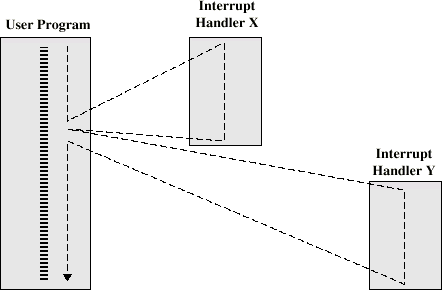 User Program
Interrupt
Handler X
Interrupt
Handler Y